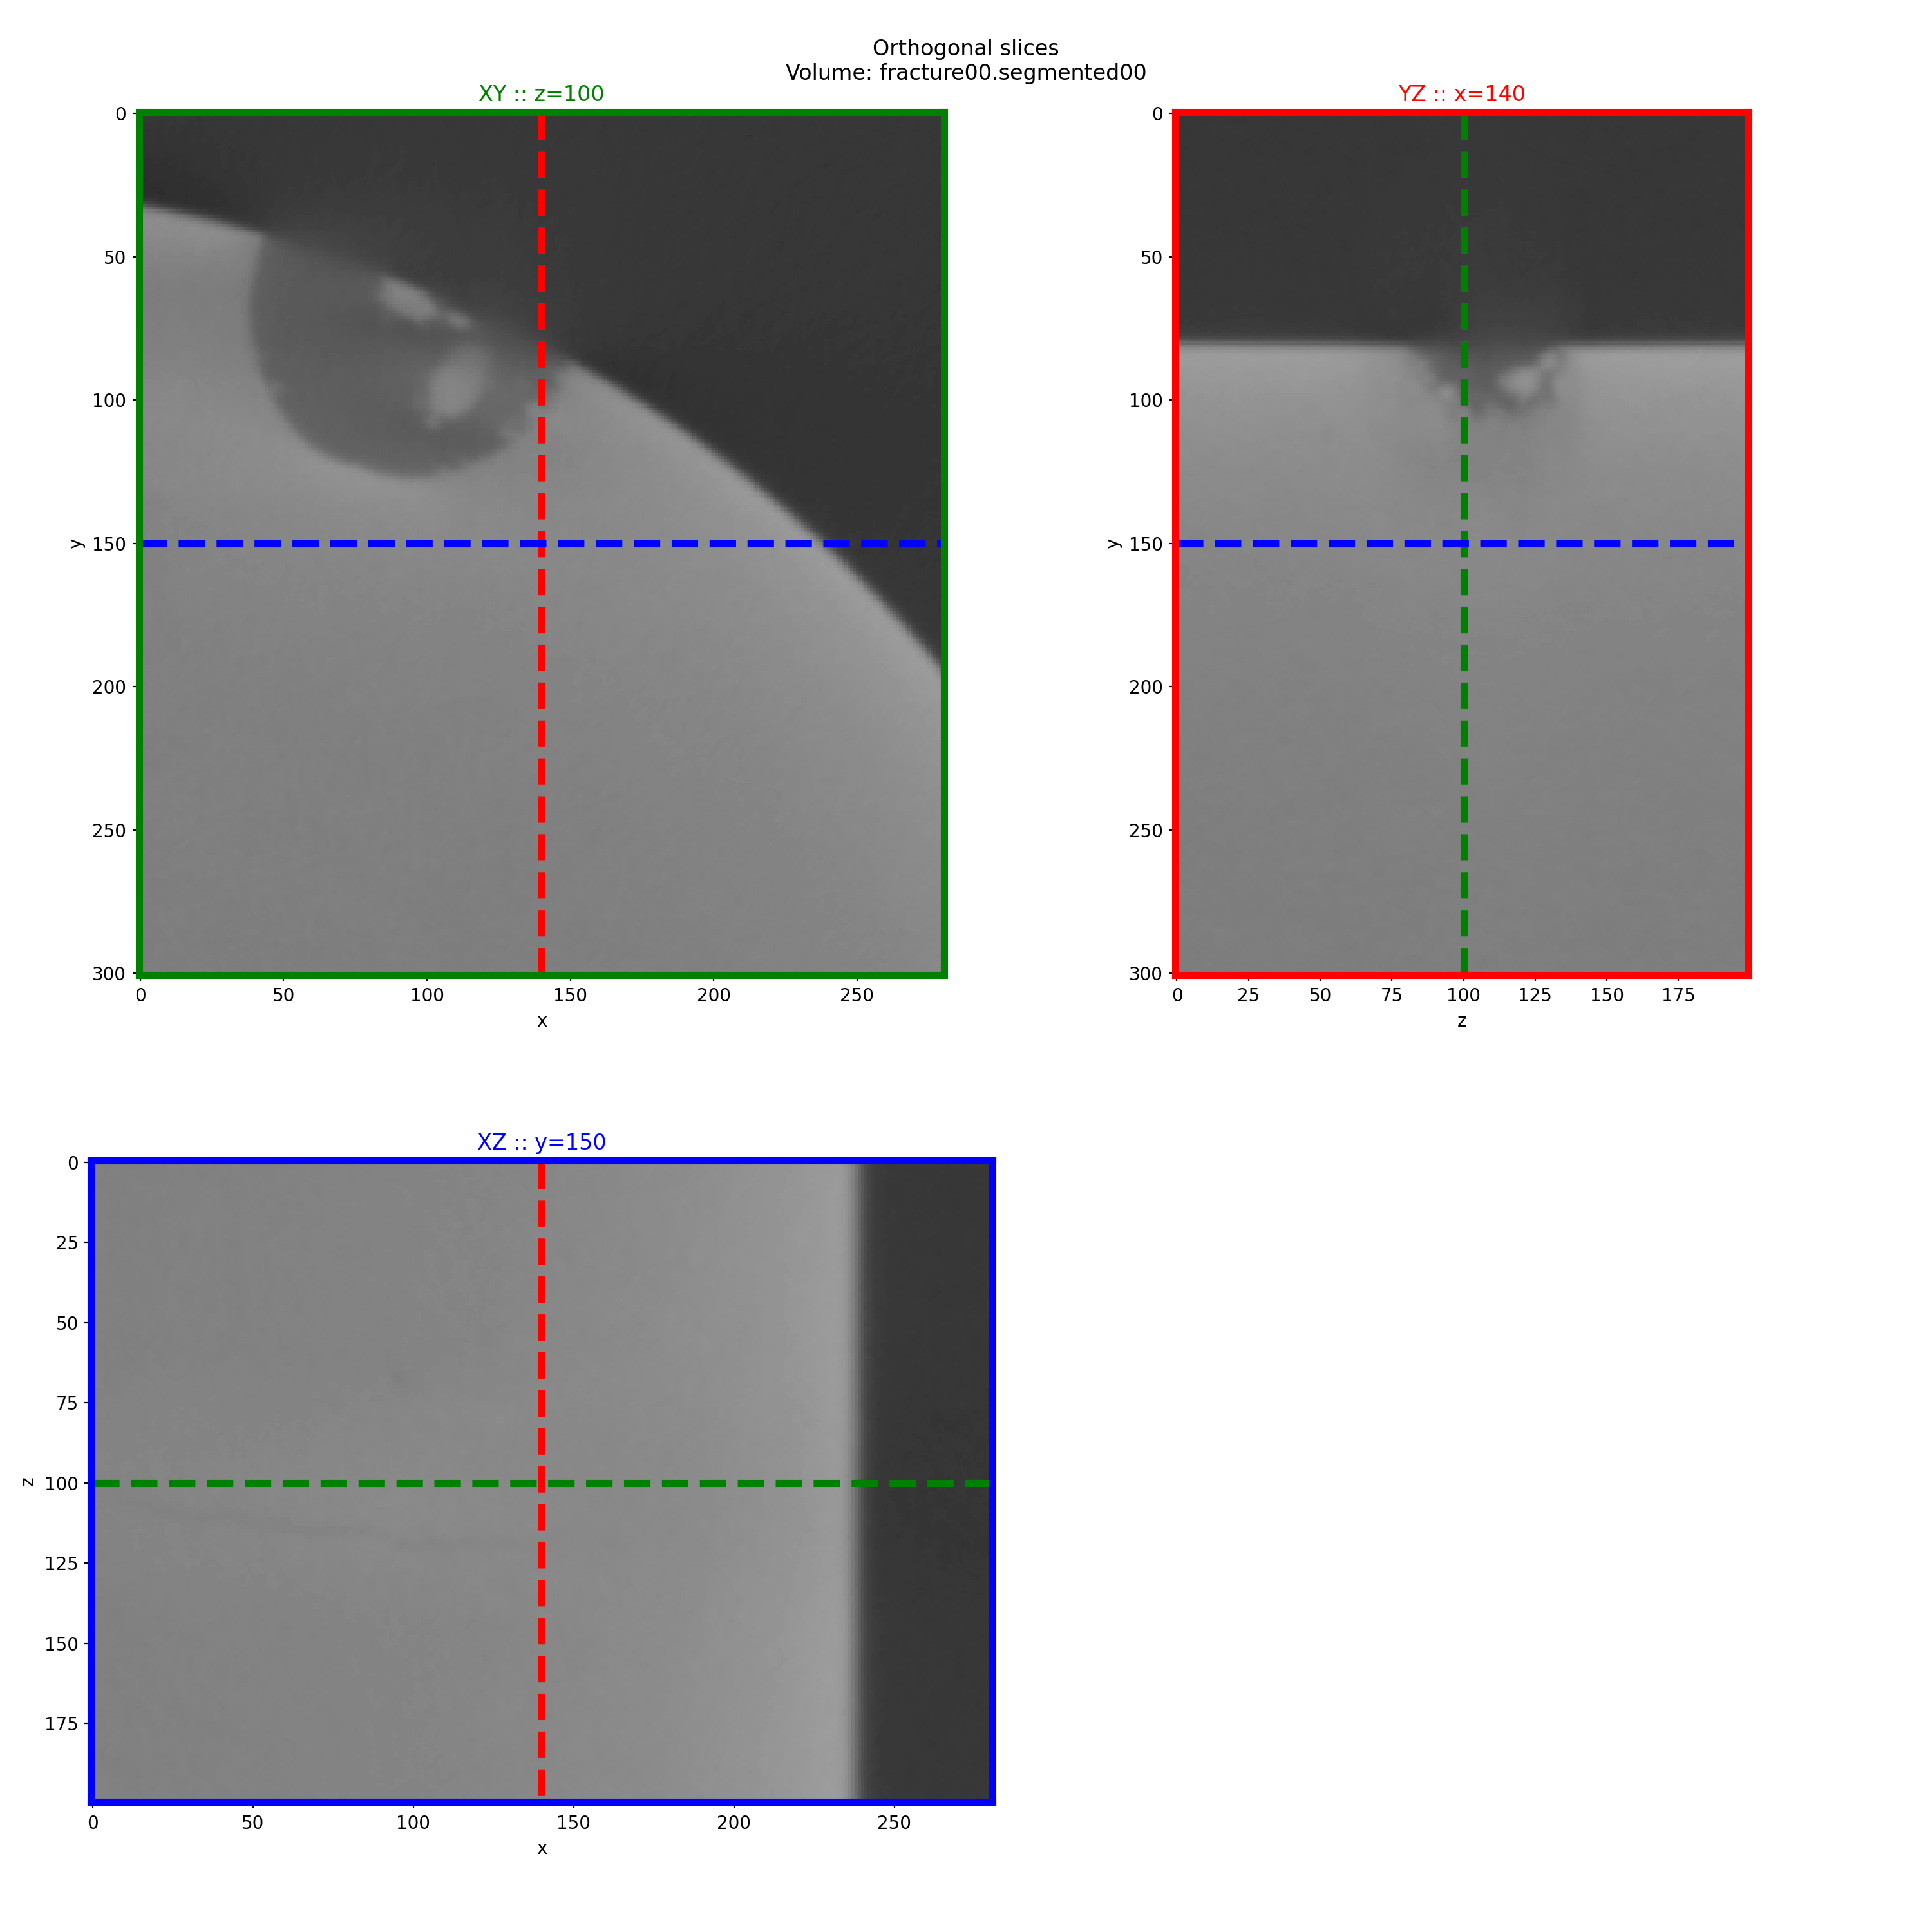 Orthogonal slices
Volume: fracture00.segmented00
XY :: z=100
0
50
100
150
200
250
300
y
0 50 100 150 200 250
x
YZ :: x=140
0
50
100
150
200
250
300
y
0 25 50 75 100 125 150 175
z
XZ :: y=150
0
25
50
75
100
125
150
175
z
0 50 100 150 200 250
x